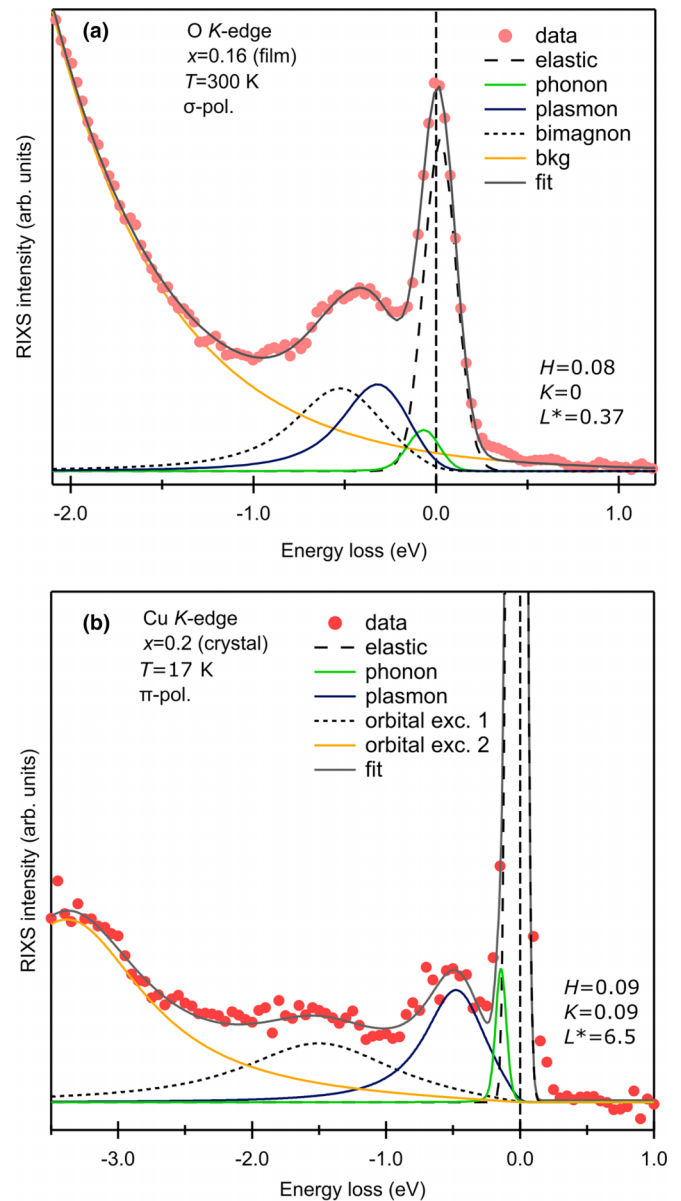 (a)
O K-edge
x=0.16 (film)
T=300 K
σ-pol.
data
elastic
phonon
plasmon
bimagnon
bkg
fit
H=0.08
K=0
L*=0.37
RIXS intensity (arb. units)
-2.0 -1.0 0.0 1.0
Energy loss (eV)
(b)
Cu K-edge
x=0.2 (crystal)
T=17 K
π-pol.
data
elastic
phonon
plasmon
orbital exc. 1
orbital exc. 2
fit
H=0.09
K=0.09
L*=6.5
RIXS intensity (arb. units)
-3.0 -2.0 -1.0 0.0 1.0
Energy loss (eV)